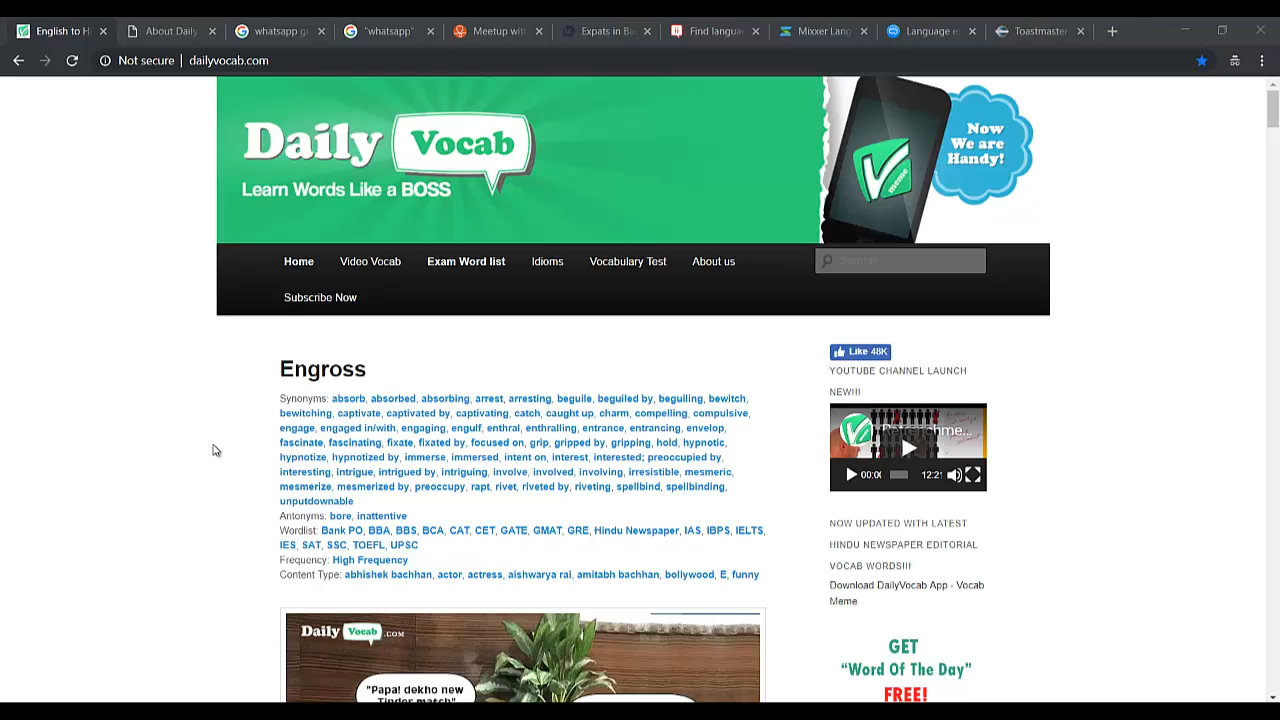 English to H
About Daily
whatsapp g
"whatsapp"
Meetup with
Expats in Ba
Find langua
Mixxer Lang
Language e
Toastmaster
Not secure | dailyvocab.com
Daily Vocab
Learn Words Like a BOSS
Now
We are
Handy!
meme
Home Video Vocab Exam Word list Idioms Vocabulary Test About us
Search
Subscribe Now
Engross
Synonyms: absorb, absorbed, absorbing, arrest, arresting, beguile, beguiled by, beguiling, bewitch,
bewitching, captivate, captivated by, captivating, catch, caught up, charm, compelling, compulsive,
engage, engaged in/with, engaging, engulf, enthral, enthralling, entrance, entrancing, envelop,
fascinate, fascinating, fixate, fixated by, focused on, grip, gripped by, gripping, hold, hypnotic,
hypnotize, hypnotized by, immerse, immersed, intent on, interest, interested; preoccupied by,
interesting, intrigue, intrigued by, intriguing, involve, involved, involving, irresistible, mesmeric,
mesmerize, mesmerized by, preoccupy, rapt, rivet, riveted by, riveting, spellbind, spellbinding,
unputdownable
Antonyms: bore, inattentive
Wordlist: Bank PO, BBA, BBS, BCA, CAT, CET, GATE, GMAT, GRE, Hindu Newspaper, IAS, IBPS, IELTS,
IES, SAT, SSC, TOEFL, UPSC
Frequency: High Frequency
Content Type: abhishek bachhan, actor, actress, aishwarya rai, amitabh bachhan, bollywood, E, funny
Daily Vocab.COM
"Papa! dekho new
Tinder match"
Like 48K
YOUTUBE CHANNEL LAUNCH
NEW!!!
00:00
12:21
NOW UPDATED WITH LATEST
HINDU NEWSPAPER EDITORIAL
VOCAB WORDS!!!
Download DailyVocab App - Vocab
Meme
GET
"Word Of The Day"
FREE!